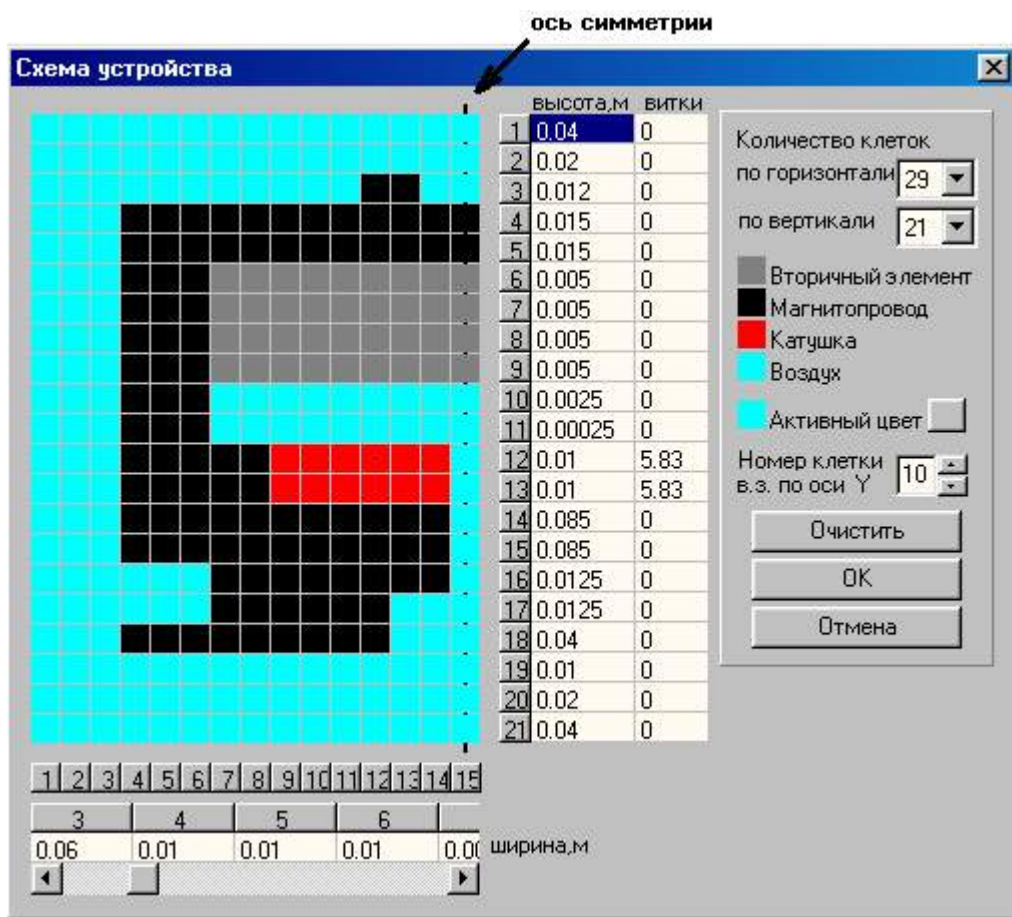 ось симметрии
Схема устройства
высота,м витки
1 0.04 0
2 0.02 0
3 0.012 0
4 0.015 0
5 0.015 0
6 0.005 0
7 0.005 0
8 0.005 0
9 0.005 0
10 0.0025 0
11 0.00025 0
12 0.01 5.83
13 0.01 5.83
14 0.085 0
15 0.085 0
16 0.0125 0
17 0.0125 0
18 0.04 0
19 0.01 0
20 0.02 0
21 0.04 0
Количество клеток
по горизонтали 29
по вертикали 21
Вторичный элемент
Магнитопровод
Катушка
Воздух
Активный цвет
Номер клетки
в.з. по оси Y 10
Очистить
OK
Отмена
1 2 3 4 5 6 7 8 9 10 11 12 13 14 15
3 4 5 6
0.06 0.01 0.01 0.01 ширина,м